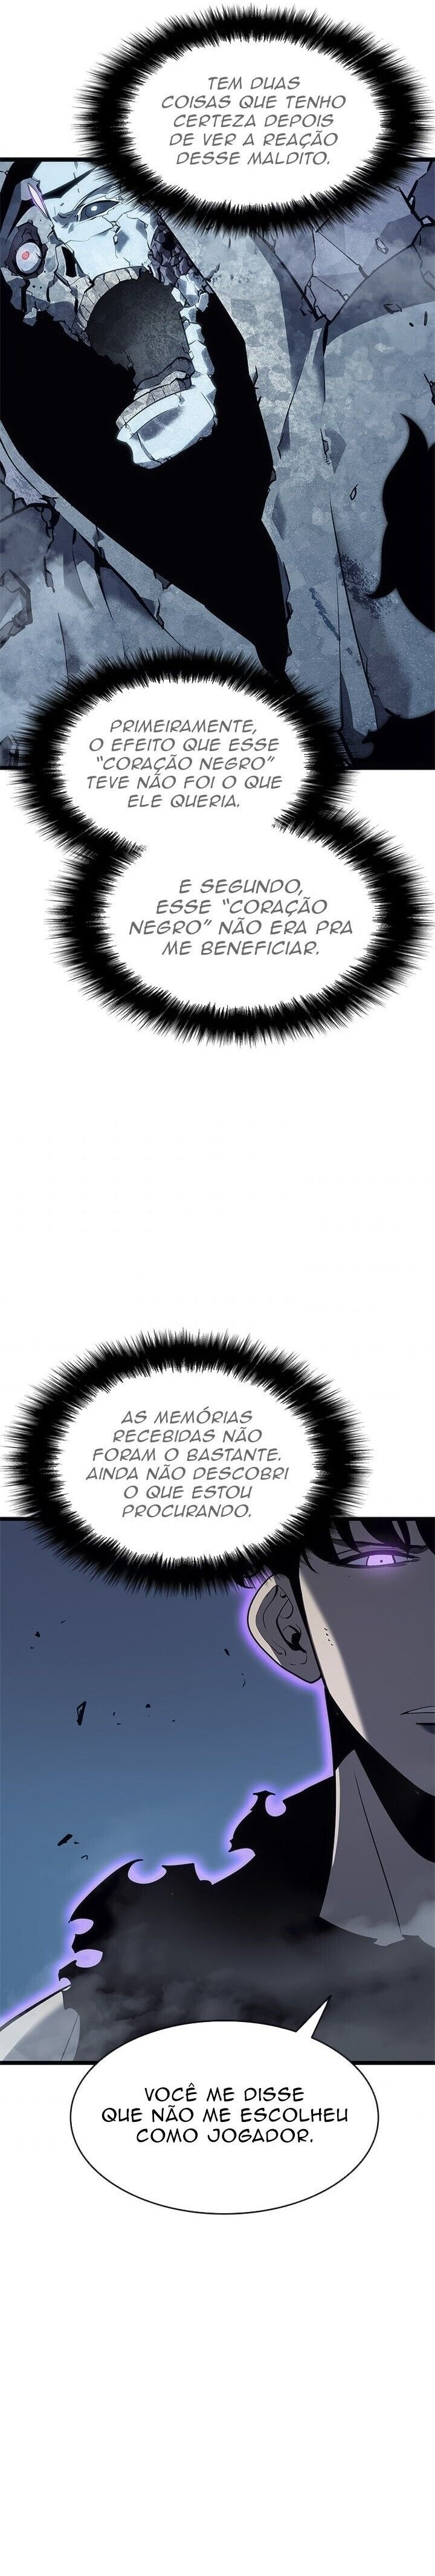 TEM DUAS
COISAS QUE TENHO
CERTEZA DEPOIS
DE VER A REAÇÃO
DESSE MALDITO.
PRIMEIRAMENTE,
O EFEITO QUE ESSE
"CORAÇÃO NEGRO"
TEVE NÃO FOI O QUE
ELE QUERIA.
E SEGUNDO,
ESSE "CORAÇÃO
NEGRO" NÃO ERA PRA
ME BENEFICIAR.
AS MEMÓRIAS
RECEBIDAS NÃO
FORAM O BASTANTE.
AINDA NÃO DESCOBRI
O QUE ESTOU
PROCURANDO.
VOCÊ ME DISSE
QUE NÃO ME ESCOLHEU
COMO JOGADOR.